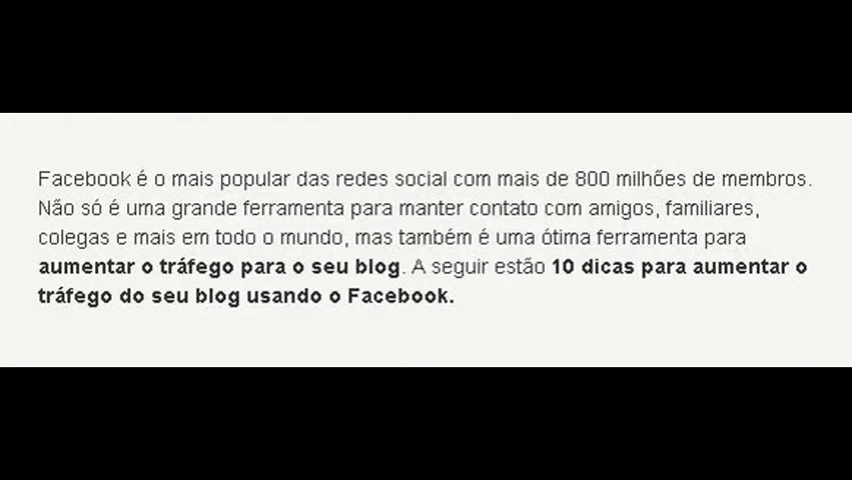 Facebook é o mais popular das redes social com mais de 800 milhões de membros.
Não só é uma grande ferramenta para manter contato com amigos, familiares,
colegas e mais em todo o mundo, mas também é uma ótima ferramenta para
aumentar o tráfego para o seu blog. A seguir estão 10 dicas para aumentar o
tráfego do seu blog usando o Facebook.